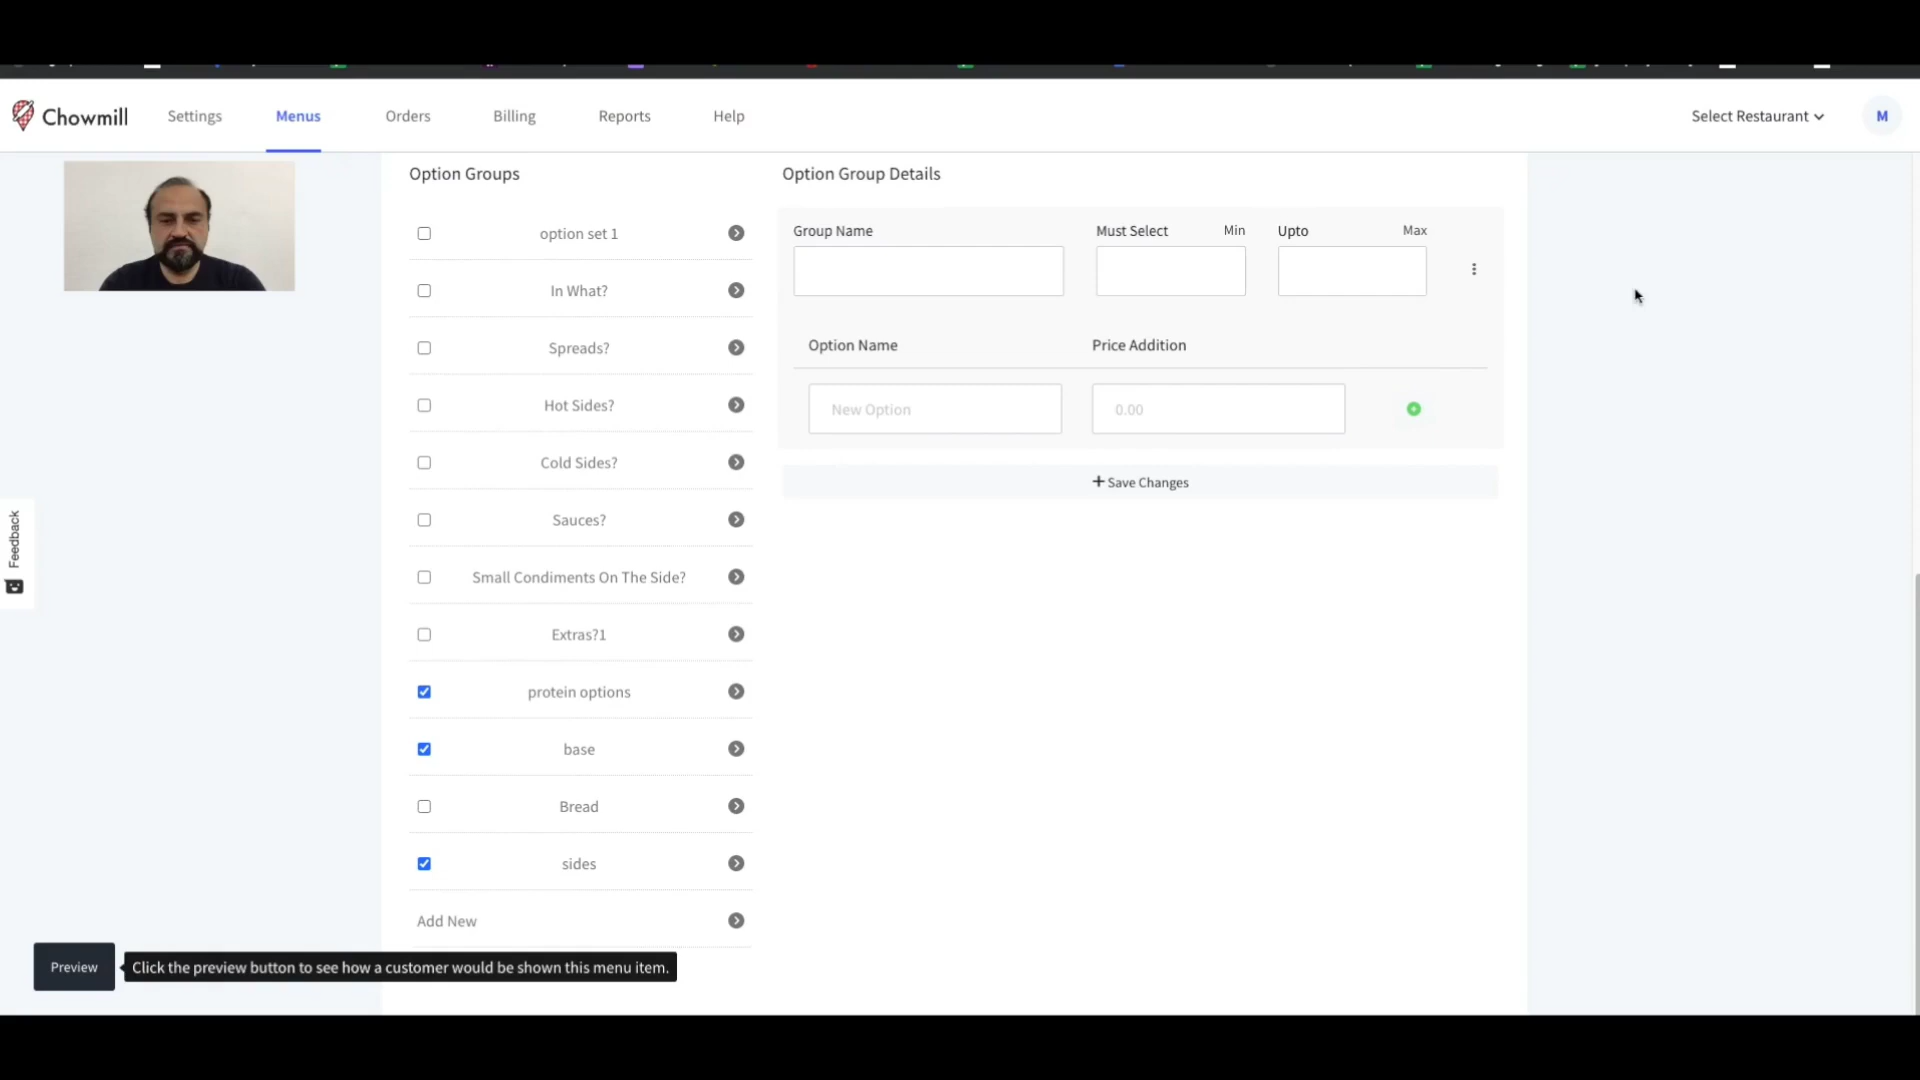 Chowmill
Settings
Menus
Orders
Billing
Reports
Help
Select Restaurant
M
Option Groups
option set 1
In What?
Spreads?
Hot Sides?
Cold Sides?
Sauces?
Small Condiments On The Side?
Extras?1
protein options
base
Bread
sides
Add New
Option Group Details
Group Name
Must Select Min
Upto Max
Option Name
Price Addition
New Option
0.00
+ Save Changes
Feedback
Preview
Click the preview button to see how a customer would be shown this menu item.